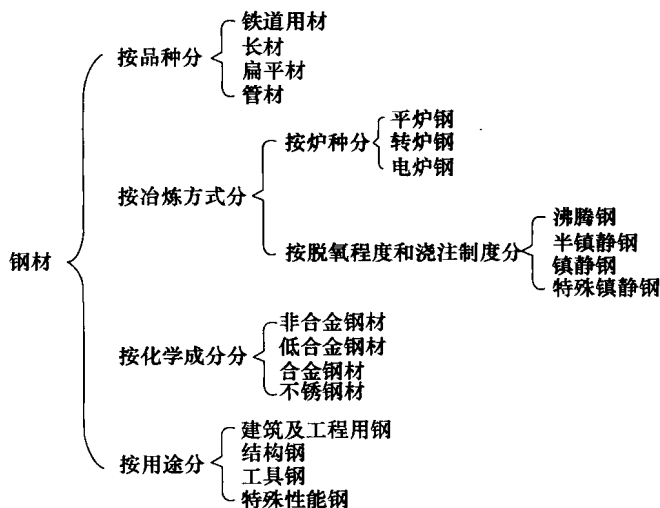 钢材
按品种分
铁道用材
长材
扁平材
管材
按冶炼方式分
按炉种分
平炉钢
转炉钢
电炉钢
按脱氧程度和浇注制度分
沸腾钢
半镇静钢
镇静钢
特殊镇静钢
按化学成分分
非合金钢材
低合金钢材
合金钢材
不锈钢材
按用途分
建筑及工程用钢
结构钢
工具钢
特殊性能钢